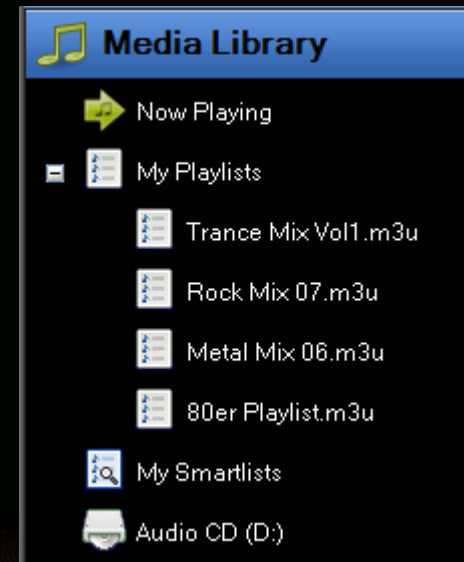 Media Library
Now Playing
My Playlists
Trance Mix Vol1.m3u
Rock Mix 07.m3u
Metal Mix 06.m3u
80er Playlist.m3u
My Smartlists
Audio CD (D:)